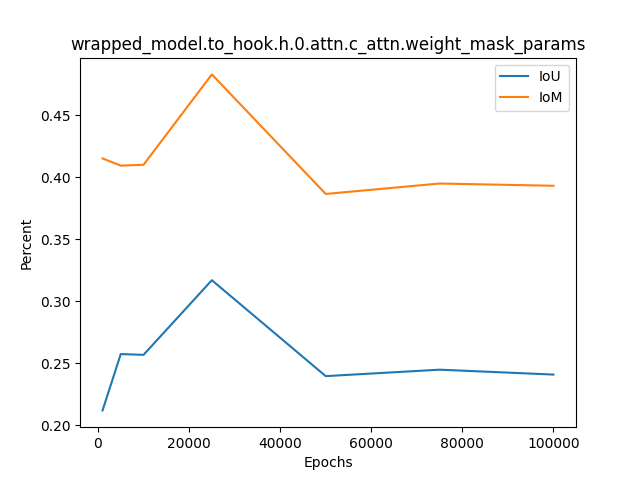 wrapped_model.to_hook.h.0.attn.c_attn.weight_mask_params
IoU
IoM
0.45
0.40
0.35
0.30
0.25
0.20
Percent
0 20000 40000 60000 80000 100000
Epochs